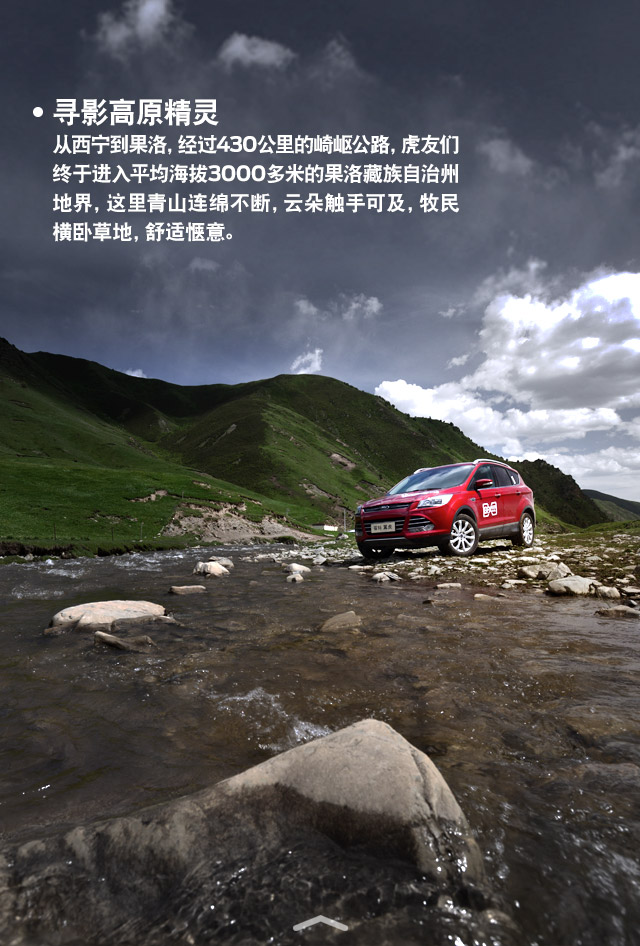 • 寻影高原精灵
从西宁到果洛，经过430公里的崎岖公路，虎友们
终于进入平均海拔3000多米的果洛藏族自治州
地界，这里青山连绵不断，云朵触手可及，牧民
横卧草地，舒适惬意。